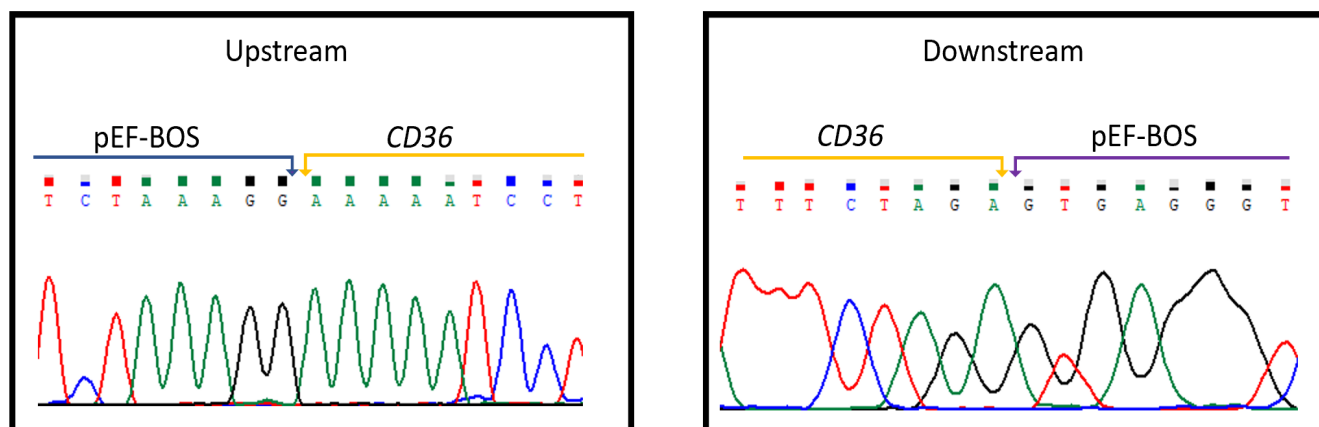 Upstream
pEF-BOS CD36
T C T A A A G G A A A A A T C C T
Downstream
CD36 pEF-BOS
T T T C T A G A G T G A G G G T